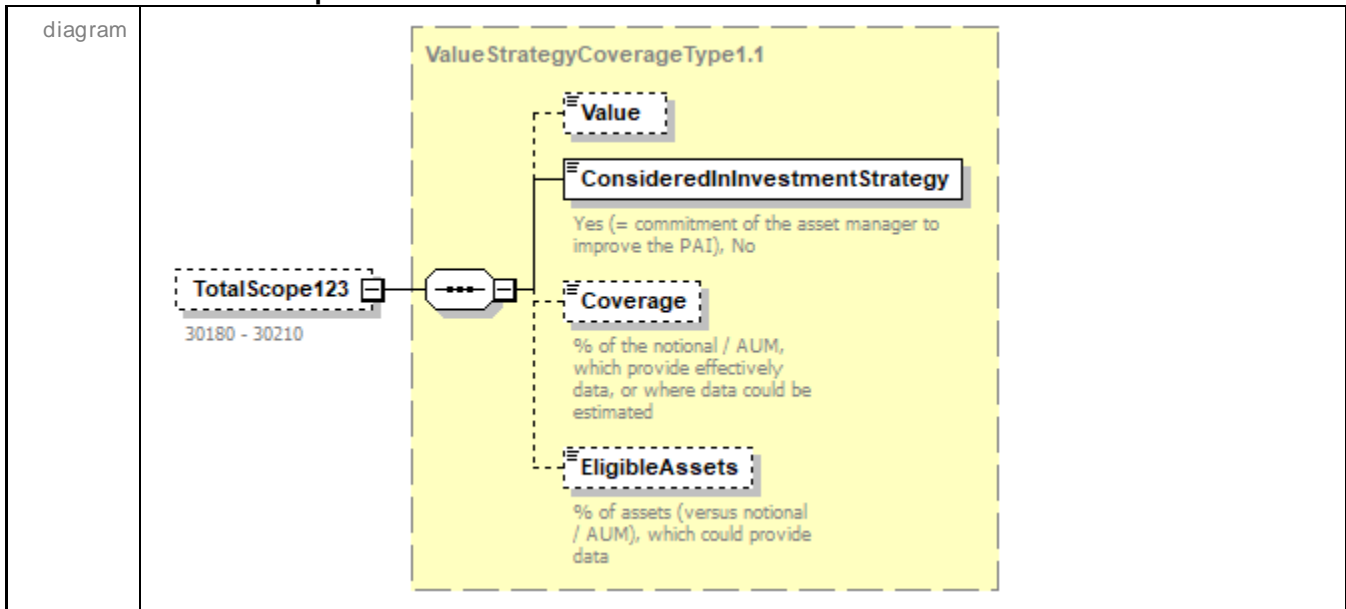 diagram
ValueStrategyCoverageType1.1
Value
ConsideredInInvestmentStrategy
Yes (= commitment of the asset manager to
improve the PAI), No
TotalScope123
30180 - 30210
Coverage
% of the notional / AUM,
which provide effectively
data, or where data could be
estimated
EligibleAssets
% of assets (versus notional
/ AUM), which could provide
data